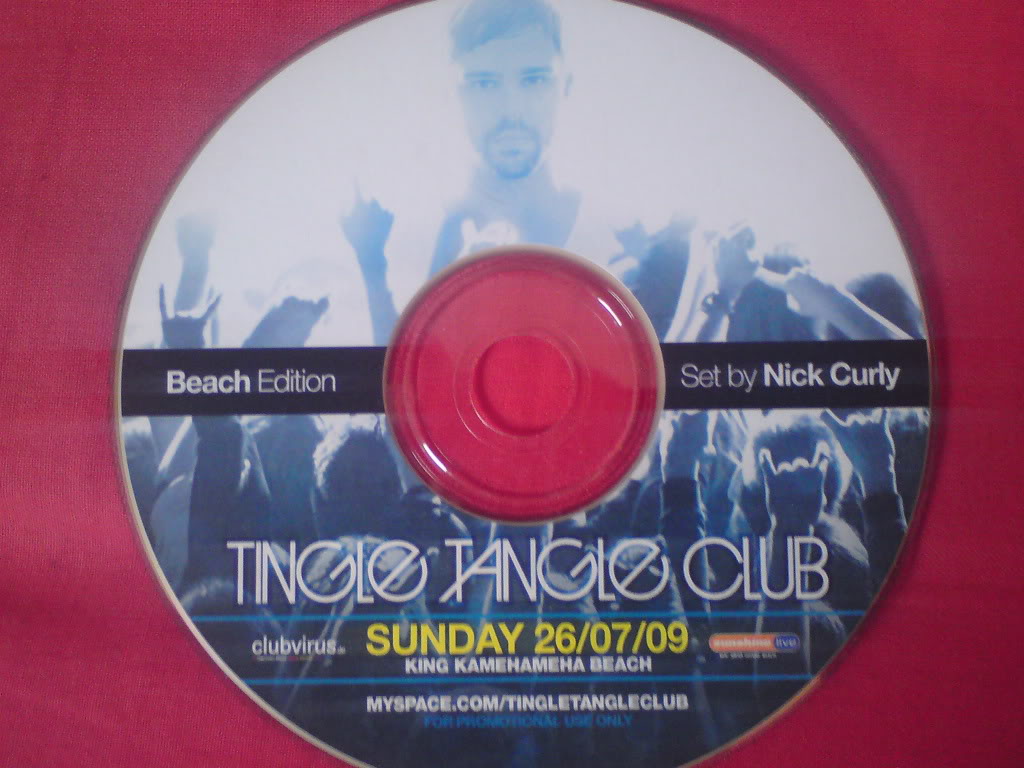 Beach Edition
Set by Nick Curly
TINGLE TANGLE CLUB
clubvirus
SUNDAY 26/07/09
sunshine live
KING KAMEHAMEHA BEACH
MYSPACE.COM/TINGLETANGLECLUB
FOR PROMOTIONAL USE ONLY